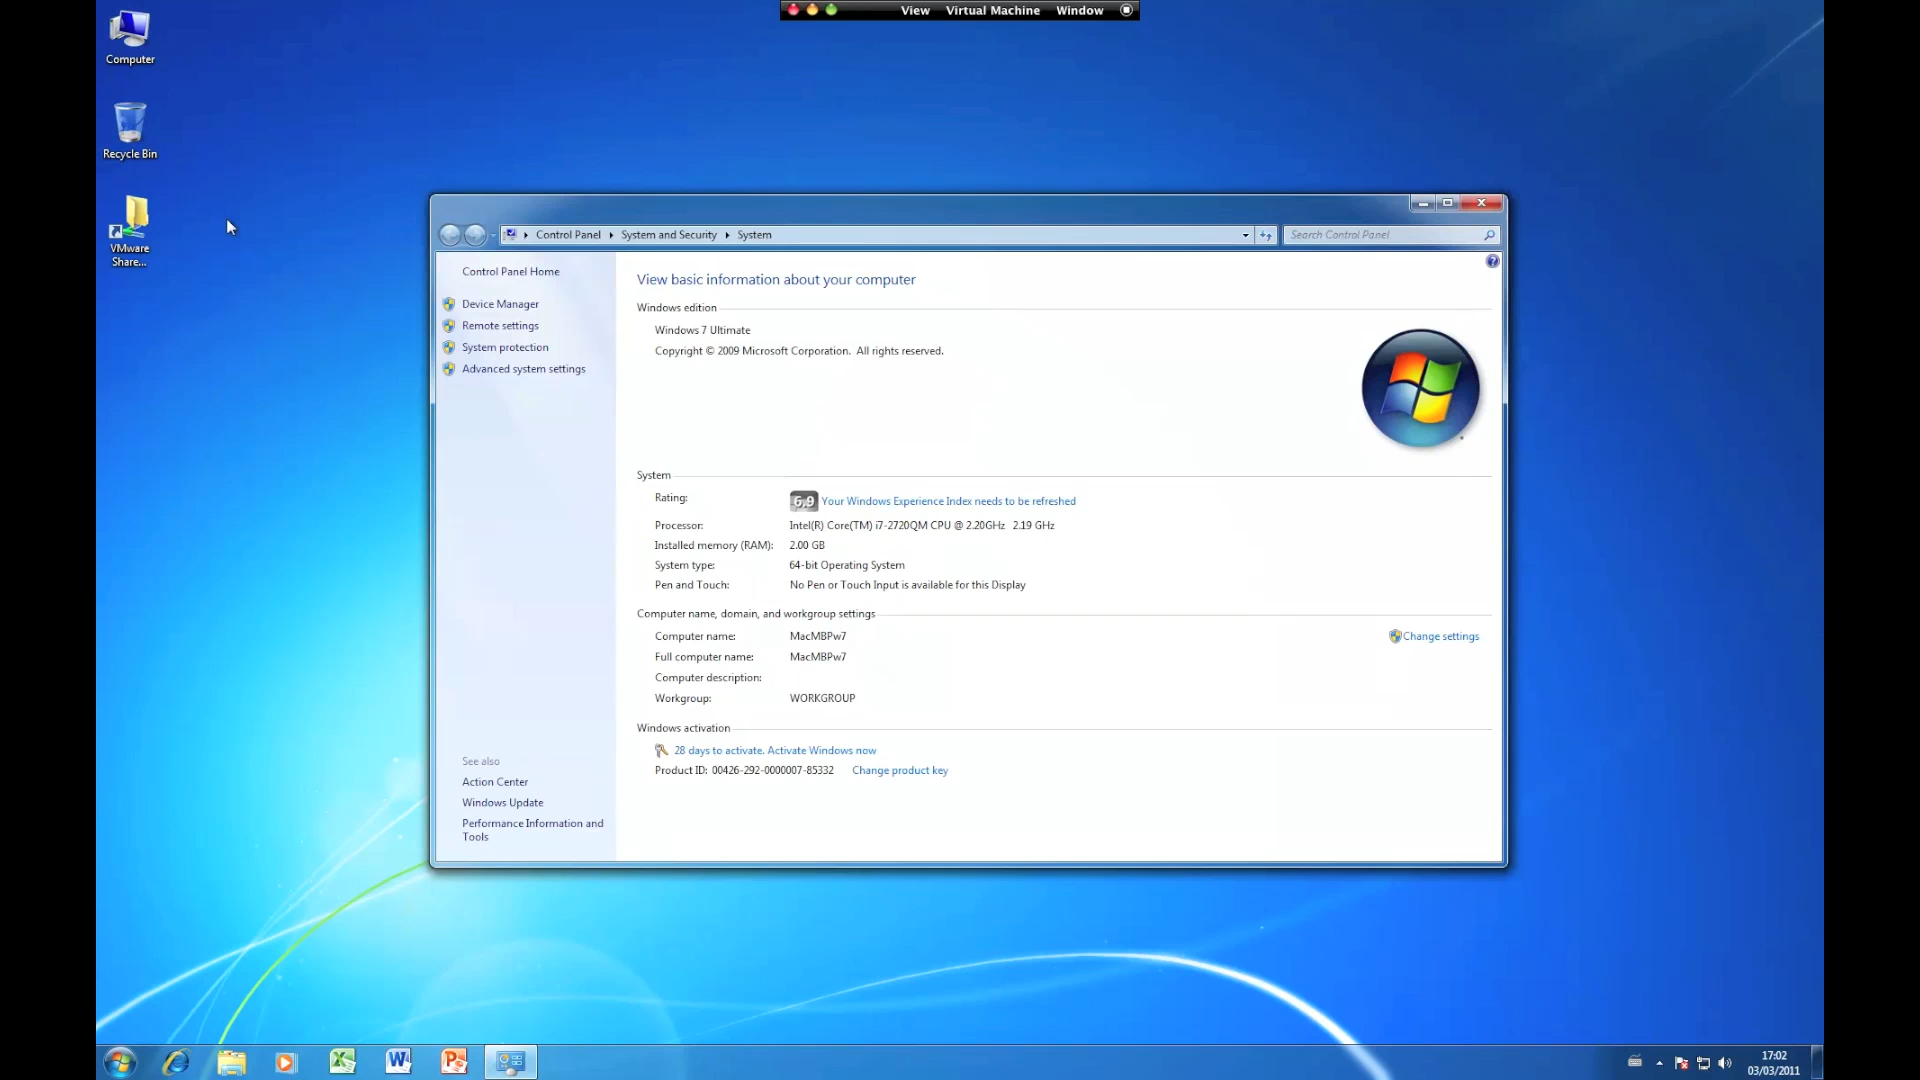 View Virtual Machine Window
Computer
Recycle Bin
VMware
Share...
Control Panel System and Security System
Search Control Panel
Control Panel Home
Device Manager
Remote settings
System protection
Advanced system settings
See also
Action Center
Windows Update
Performance Information and
Tools
View basic information about your computer
Windows edition
Windows 7 Ultimate
Copyright © 2009 Microsoft Corporation. All rights reserved.
System
Rating: 6,9 Your Windows Experience Index needs to be refreshed
Processor: Intel(R) Core(TM) i7-2720QM CPU @ 2.20GHz 2.19 GHz
Installed memory (RAM): 2.00 GB
System type: 64-bit Operating System
Pen and Touch: No Pen or Touch Input is available for this Display
Computer name, domain, and workgroup settings
Computer name: MacMBPw7 Change settings
Full computer name: MacMBPw7
Computer description:
Workgroup: WORKGROUP
Windows activation
28 days to activate. Activate Windows now
Product ID: 00426-292-0000007-85332 Change product key
17:02
03/03/2011